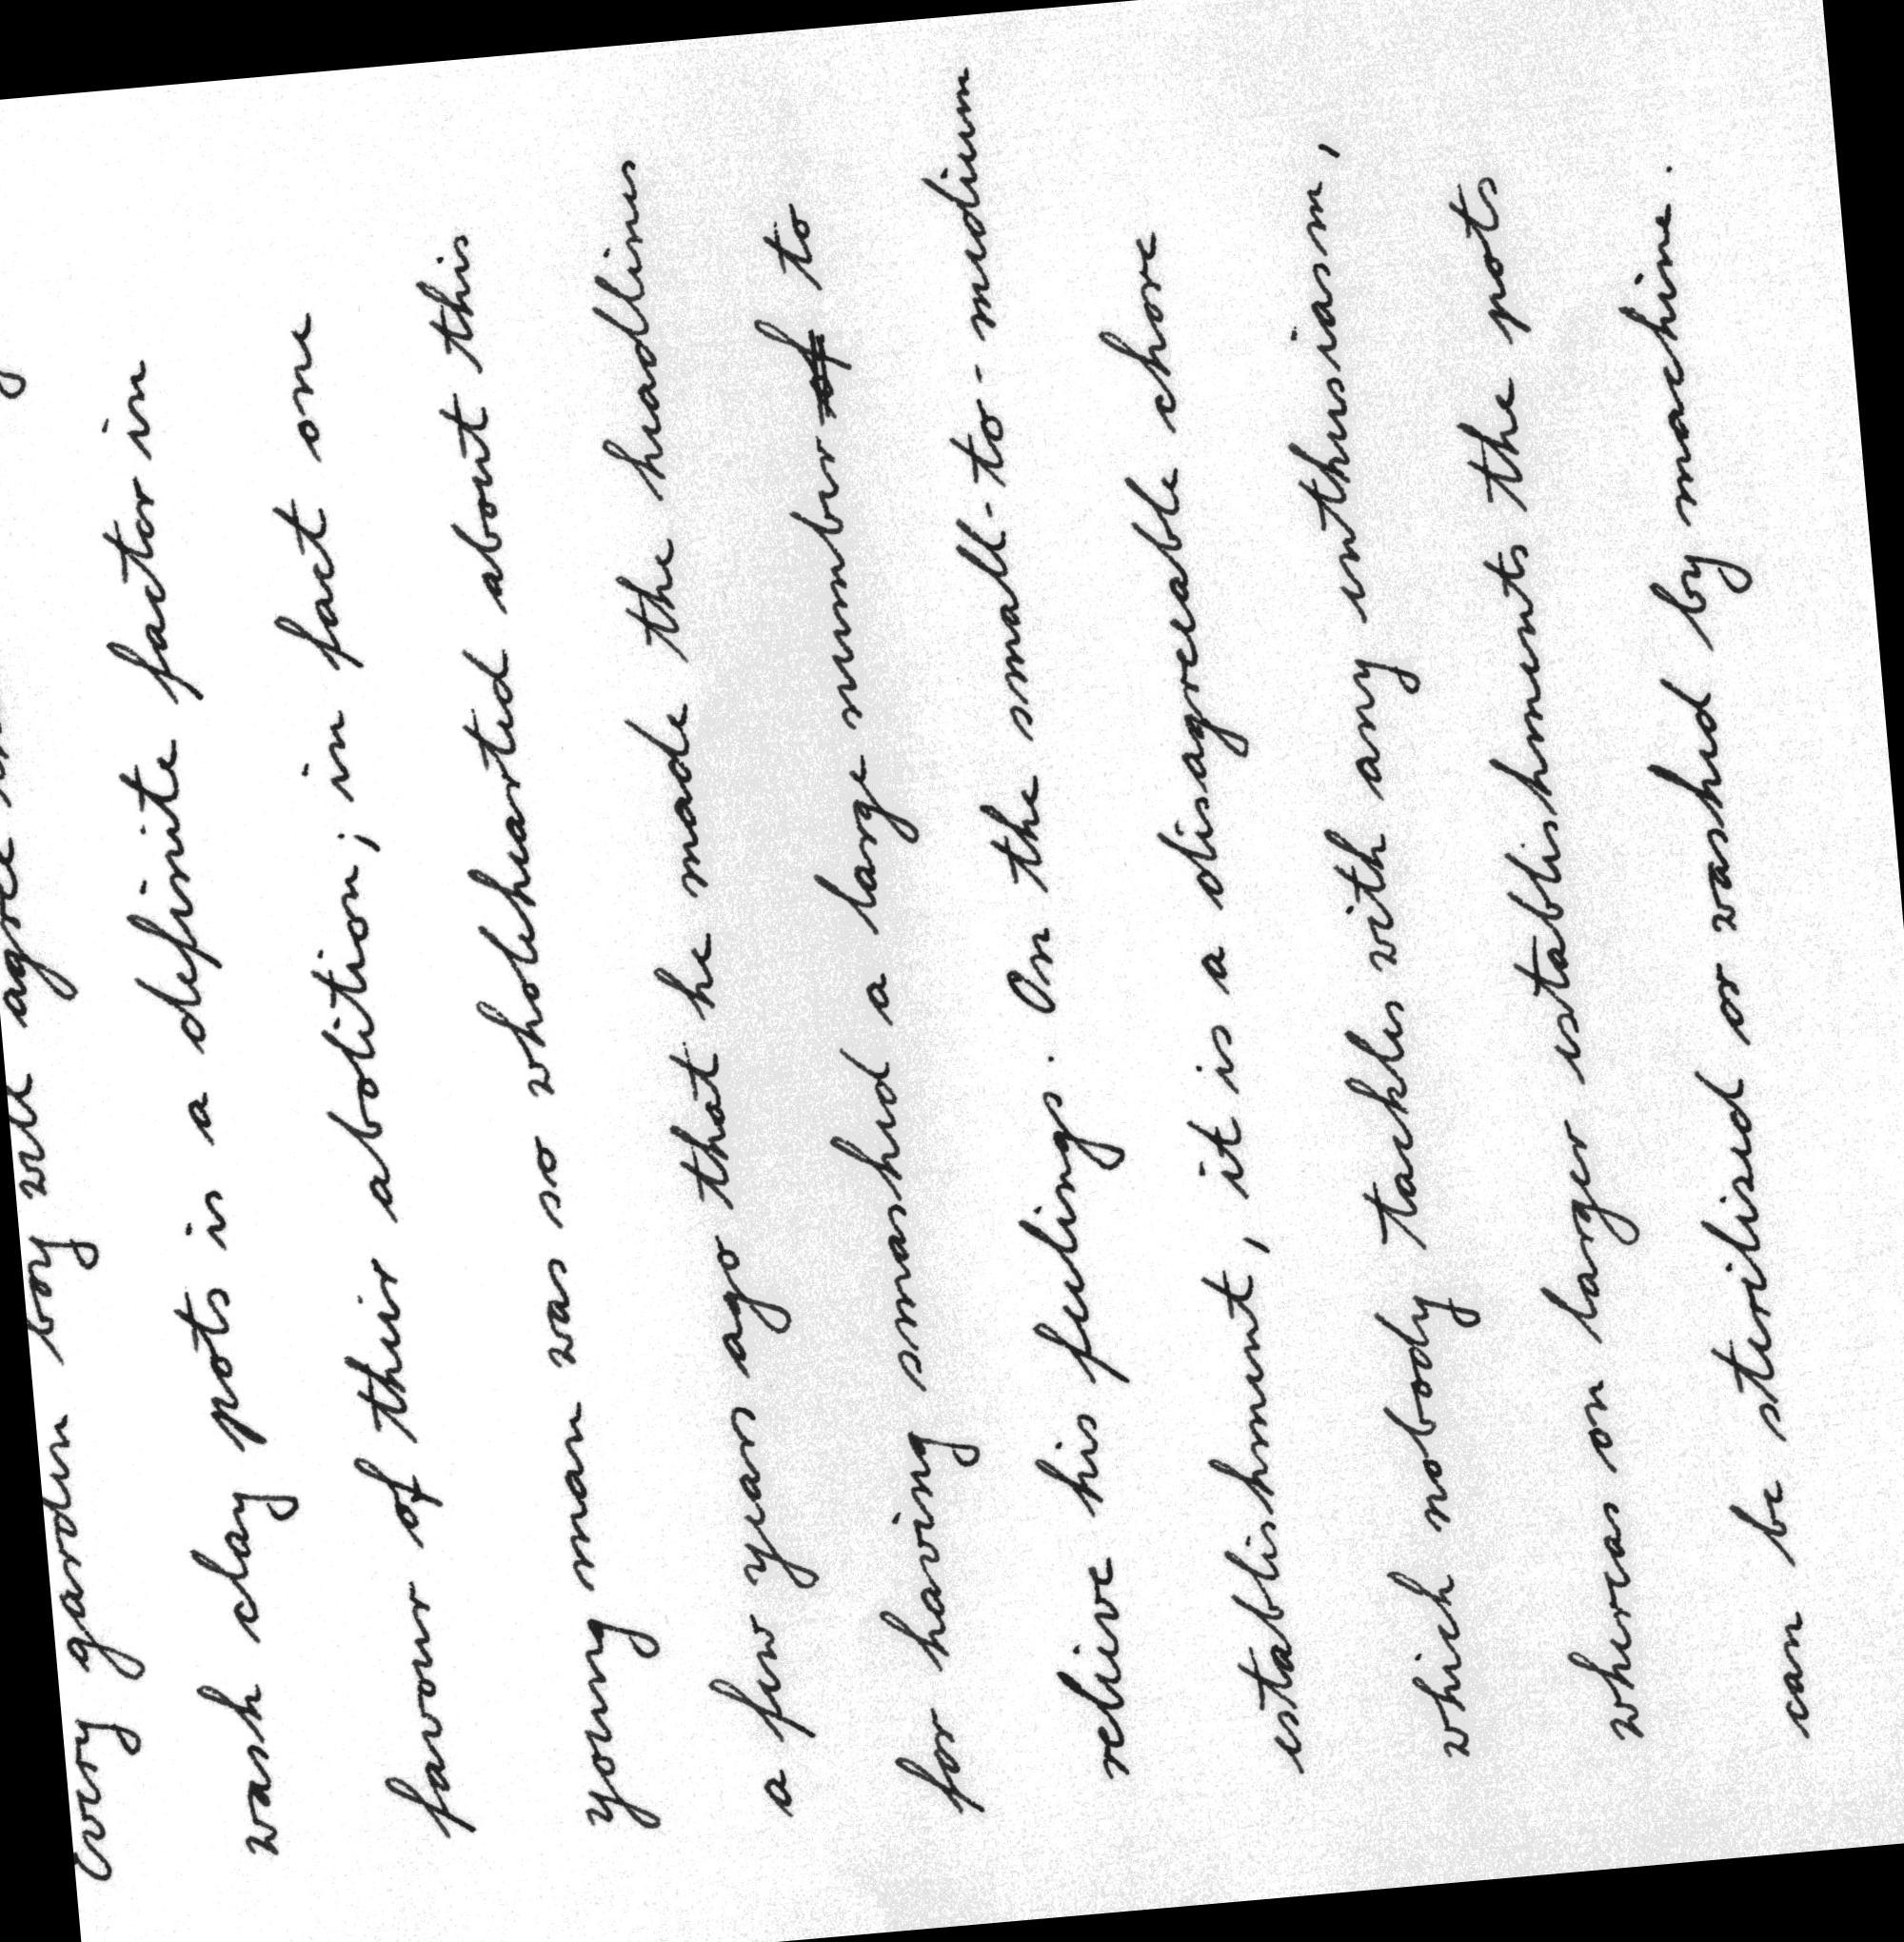 every garden boy will agree
wash clay pots is a definite factor in
favour of their abolition; in fact one
young man was so wholehearted about this
a few years ago that he made the headlines
for having smashed a large number of to
relieve his feelings. On the small-to-medium
establishment, it is a disagreeable chore
which nobody tackles with any enthusiasm,
whereas on larger establishments the pots
can be sterilised or washed by machine.